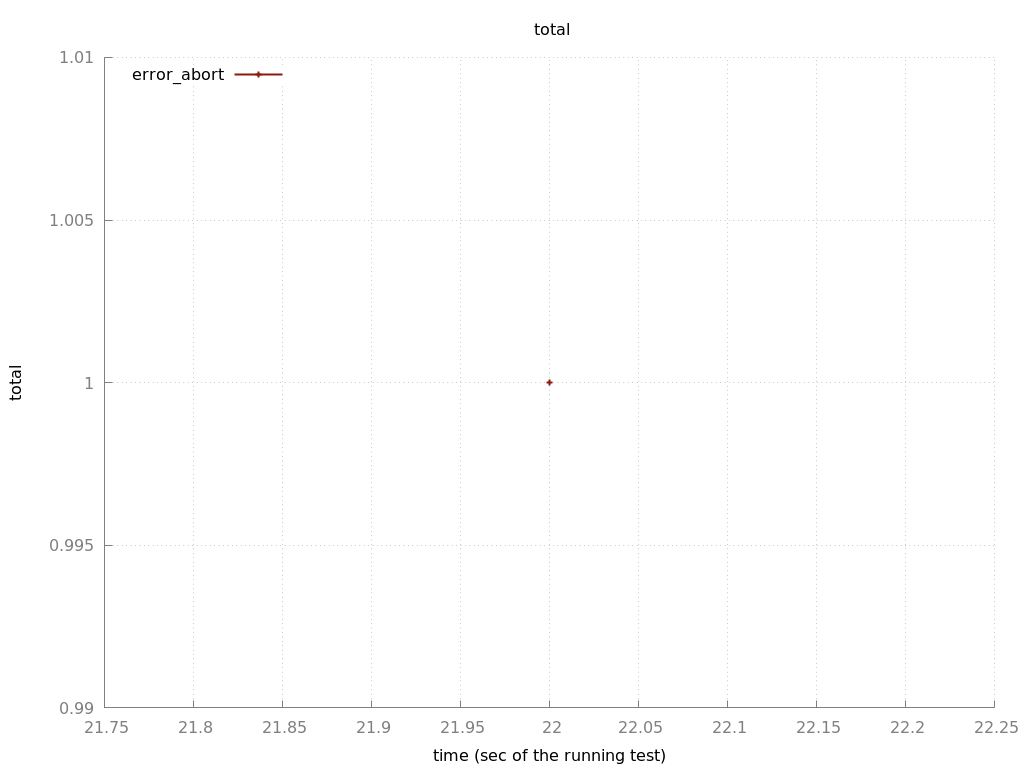 total
1.01
error_abort
1.005
total
1
0.995
0.99
21.75 21.8 21.85 21.9 21.95 22 22.05 22.1 22.15 22.2 22.25
time (sec of the running test)